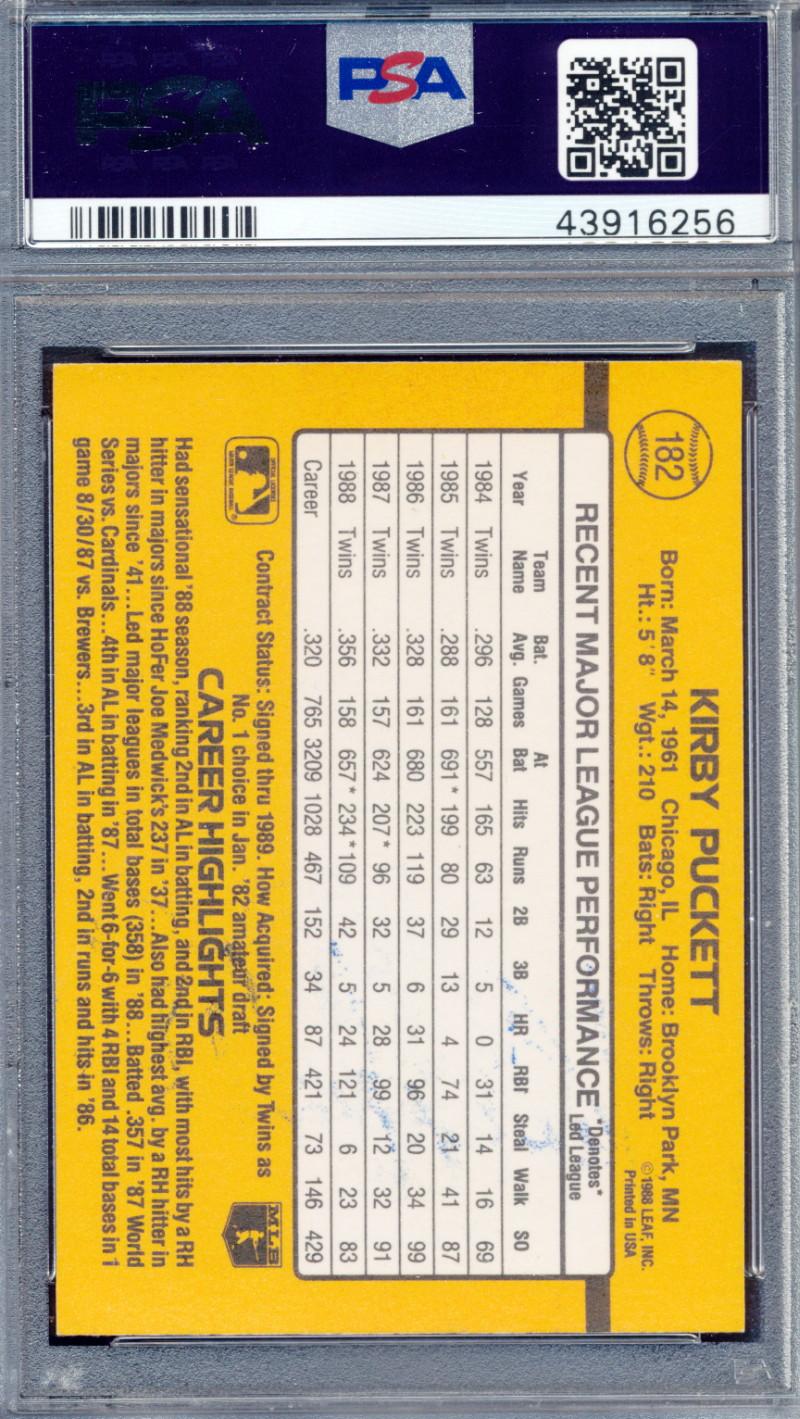 PSA
43916256
182
KIRBY PUCKETT
Born: March 14, 1961 Chicago, IL Home: Brooklyn Park, MN
Ht.: 5'8" Wgt.: 210 Bats: Right Throws: Right
©1988 LEAF, INC.
Printed in USA
RECENT MAJOR LEAGUE PERFORMANCE *Denotes*
Led League
Year Team Name Bat. Avg. Games At Bat Hits Runs 2B 3B HR RBI Steal Walk SO
1984 Twins .296 128 557 165 63 12 5 0 31 14 16 69
1985 Twins .288 161 691* 199 80 29 13 4 74 21 41 87
1986 Twins .328 161 680 223 119 37 6 31 96 20 34 99
1987 Twins .332 157 624 207* 96 32 5 28 99 12 32 91
1988 Twins .356 158 657* 234* 109 42 5 24 121 6 23 83
Career .320 765 3209 1028 467 152 34 87 421 73 146 429
Contract Status: Signed thru 1989. How Acquired: Signed by Twins as
No. 1 choice in Jan. '82 amateur draft
MLB
CAREER HIGHLIGHTS
Had sensational '88 season, ranking 2nd in AL in batting, and 2nd in RBI, with most hits by a RH
hitter in majors since HoFer Joe Medwick's 237 in '37...Also had highest avg. by a RH hitter in
majors since '41...Led major leagues in total bases (358) in '88...Batted .357 in '87 World
Series vs. Cardinals...4th in AL in batting in '87...Went 6-for-6 with 4 RBI and 14 total bases in 1
game 8/30/87 vs. Brewers...3rd in AL in batting, 2nd in runs and hits in '86.